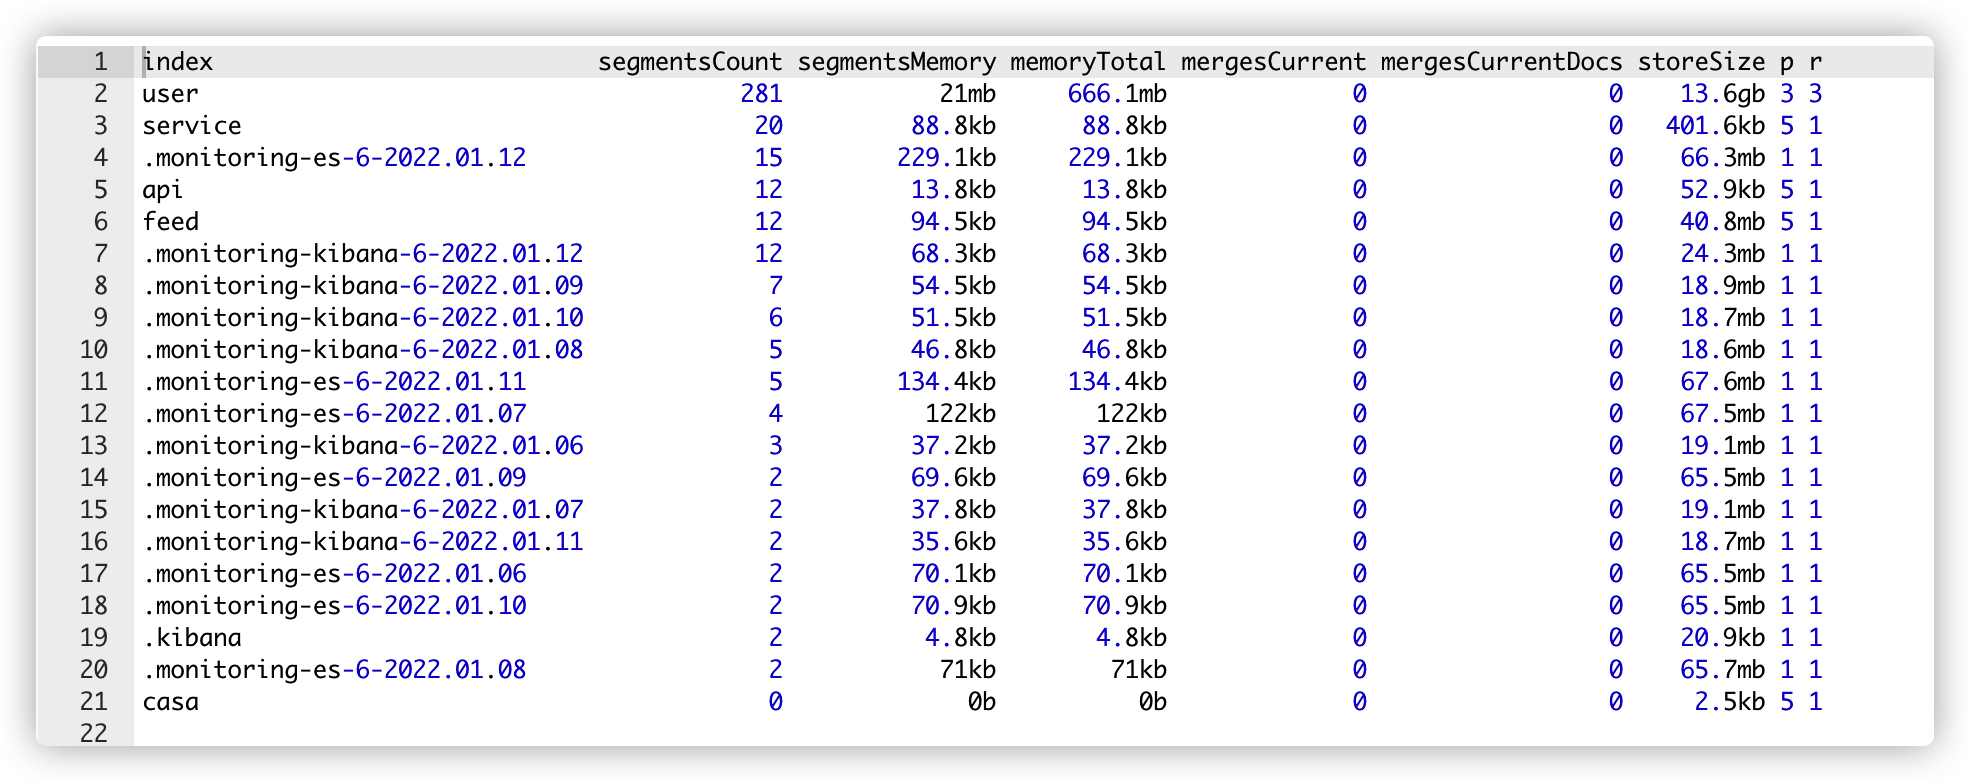 1 index segmentsCount segmentsMemory memoryTotal mergesCurrent mergesCurrentDocs storeSize p r
2 user 281 21mb 666.1mb 0 0 13.6gb 3 3
3 service 20 88.8kb 88.8kb 0 0 401.6kb 5 1
4 .monitoring-es-6-2022.01.12 15 229.1kb 229.1kb 0 0 66.3mb 1 1
5 api 12 13.8kb 13.8kb 0 0 52.9kb 5 1
6 feed 12 94.5kb 94.5kb 0 0 40.8mb 5 1
7 .monitoring-kibana-6-2022.01.12 12 68.3kb 68.3kb 0 0 24.3mb 1 1
8 .monitoring-kibana-6-2022.01.09 7 54.5kb 54.5kb 0 0 18.9mb 1 1
9 .monitoring-kibana-6-2022.01.10 6 51.5kb 51.5kb 0 0 18.7mb 1 1
10 .monitoring-kibana-6-2022.01.08 5 46.8kb 46.8kb 0 0 18.6mb 1 1
11 .monitoring-es-6-2022.01.11 5 134.4kb 134.4kb 0 0 67.6mb 1 1
12 .monitoring-es-6-2022.01.07 4 122kb 122kb 0 0 67.5mb 1 1
13 .monitoring-kibana-6-2022.01.06 3 37.2kb 37.2kb 0 0 19.1mb 1 1
14 .monitoring-es-6-2022.01.09 2 69.6kb 69.6kb 0 0 65.5mb 1 1
15 .monitoring-kibana-6-2022.01.07 2 37.8kb 37.8kb 0 0 19.1mb 1 1
16 .monitoring-kibana-6-2022.01.11 2 35.6kb 35.6kb 0 0 18.7mb 1 1
17 .monitoring-es-6-2022.01.06 2 70.1kb 70.1kb 0 0 65.5mb 1 1
18 .monitoring-es-6-2022.01.10 2 70.9kb 70.9kb 0 0 65.5mb 1 1
19 .kibana 2 4.8kb 4.8kb 0 0 20.9kb 1 1
20 .monitoring-es-6-2022.01.08 2 71kb 71kb 0 0 65.7mb 1 1
21 casa 0 0b 0b 0 0 2.5kb 5 1
22